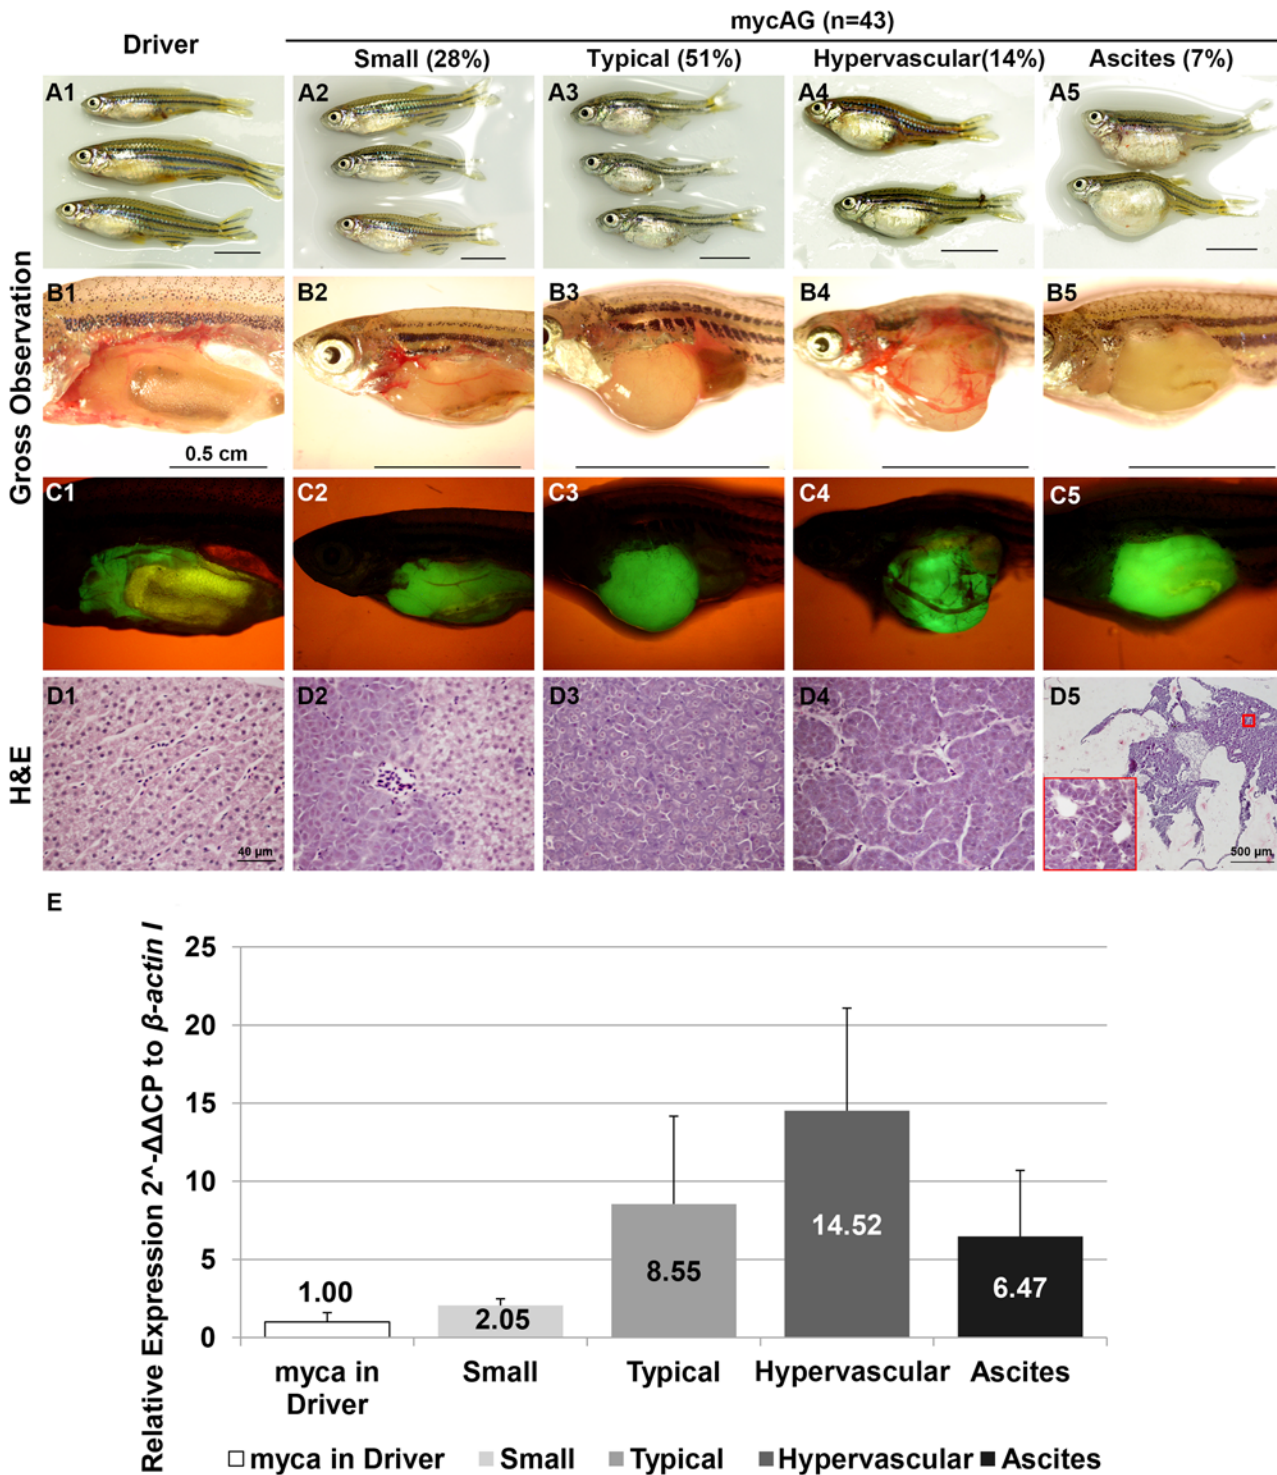 mycAG (n=43)
Driver
Small (28%)
Typical (51%)
Hypervascular(14%)
Ascites (7%)
Gross Observation
A1
A2
A3
A4
A5
B1
0.5 cm
B2
B3
B4
B5
C1
C2
C3
C4
C5
H&E
D1
40 µm
D2
D3
D4
D5
500 µm
E
Relative Expression 2^-ΔΔCP to β-actin I
25
20
15
10
5
0
1.00
2.05
8.55
14.52
6.47
myca in
Driver
Small
Typical
Hypervascular
Ascites
myca in Driver
Small
Typical
Hypervascular
Ascites